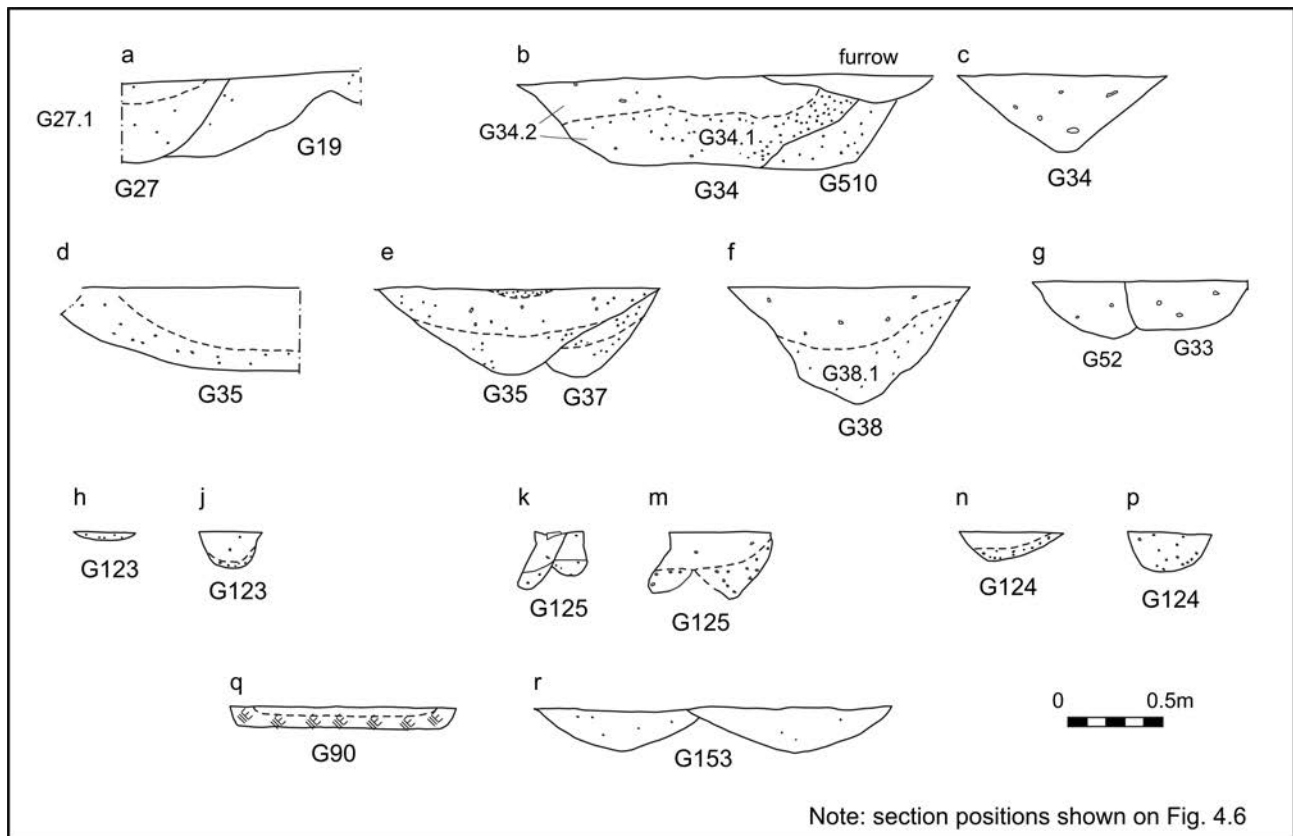 a
b
furrow
c
G27.1
G19
G27
G34.2
G34.1
G34
G510
G34
d
e
f
g
G35
G35
G37
G38.1
G38
G52
G33
h
j
k
m
n
p
G123
G123
G125
G125
G124
G124
q
r
0
0.5m
G90
G153
Note: section positions shown on Fig. 4.6